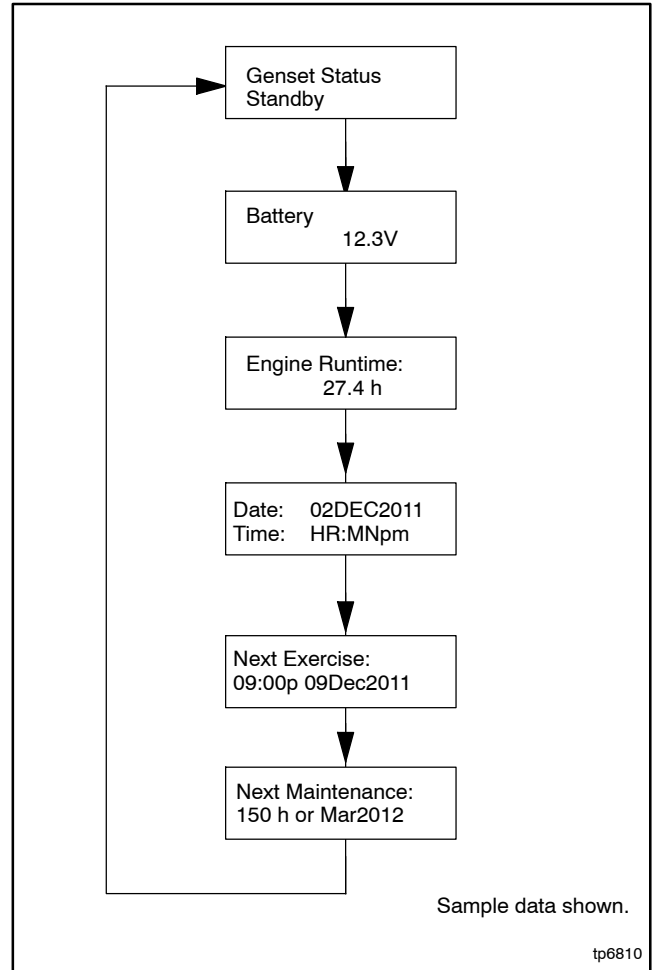 Genset Status
Standby
Battery
12.3V
Engine Runtime:
27.4 h
Date: 02DEC2011
Time: HR:MNpm
Next Exercise:
09:00p 09Dec2011
Next Maintenance:
150 h or Mar2012
Sample data shown.
tp6810